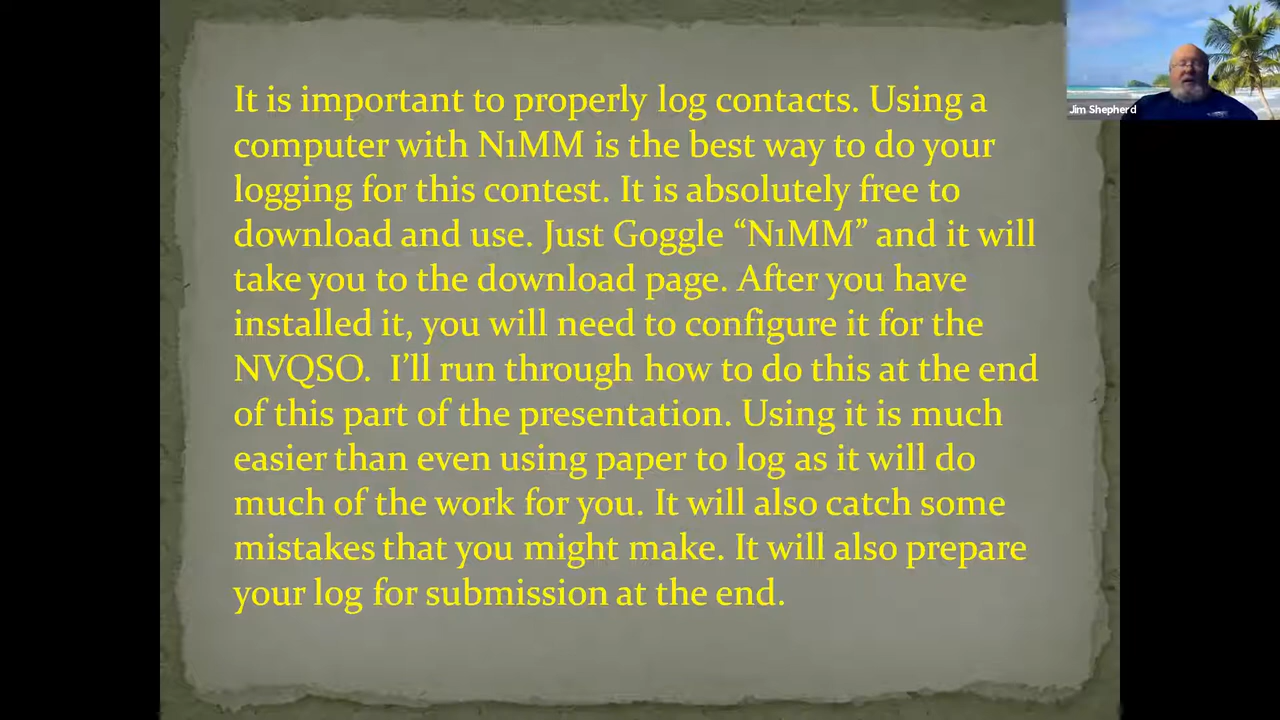 It is important to properly log contacts. Using a
computer with N1MM is the best way to do your
logging for this contest. It is absolutely free to
download and use. Just Goggle “N1MM” and it will
take you to the download page. After you have
installed it, you will need to configure it for the
NVQSO.  I’ll run through how to do this at the end
of this part of the presentation. Using it is much
easier than even using paper to log as it will do
much of the work for you. It will also catch some
mistakes that you might make. It will also prepare
your log for submission at the end.
Jim Shepherd